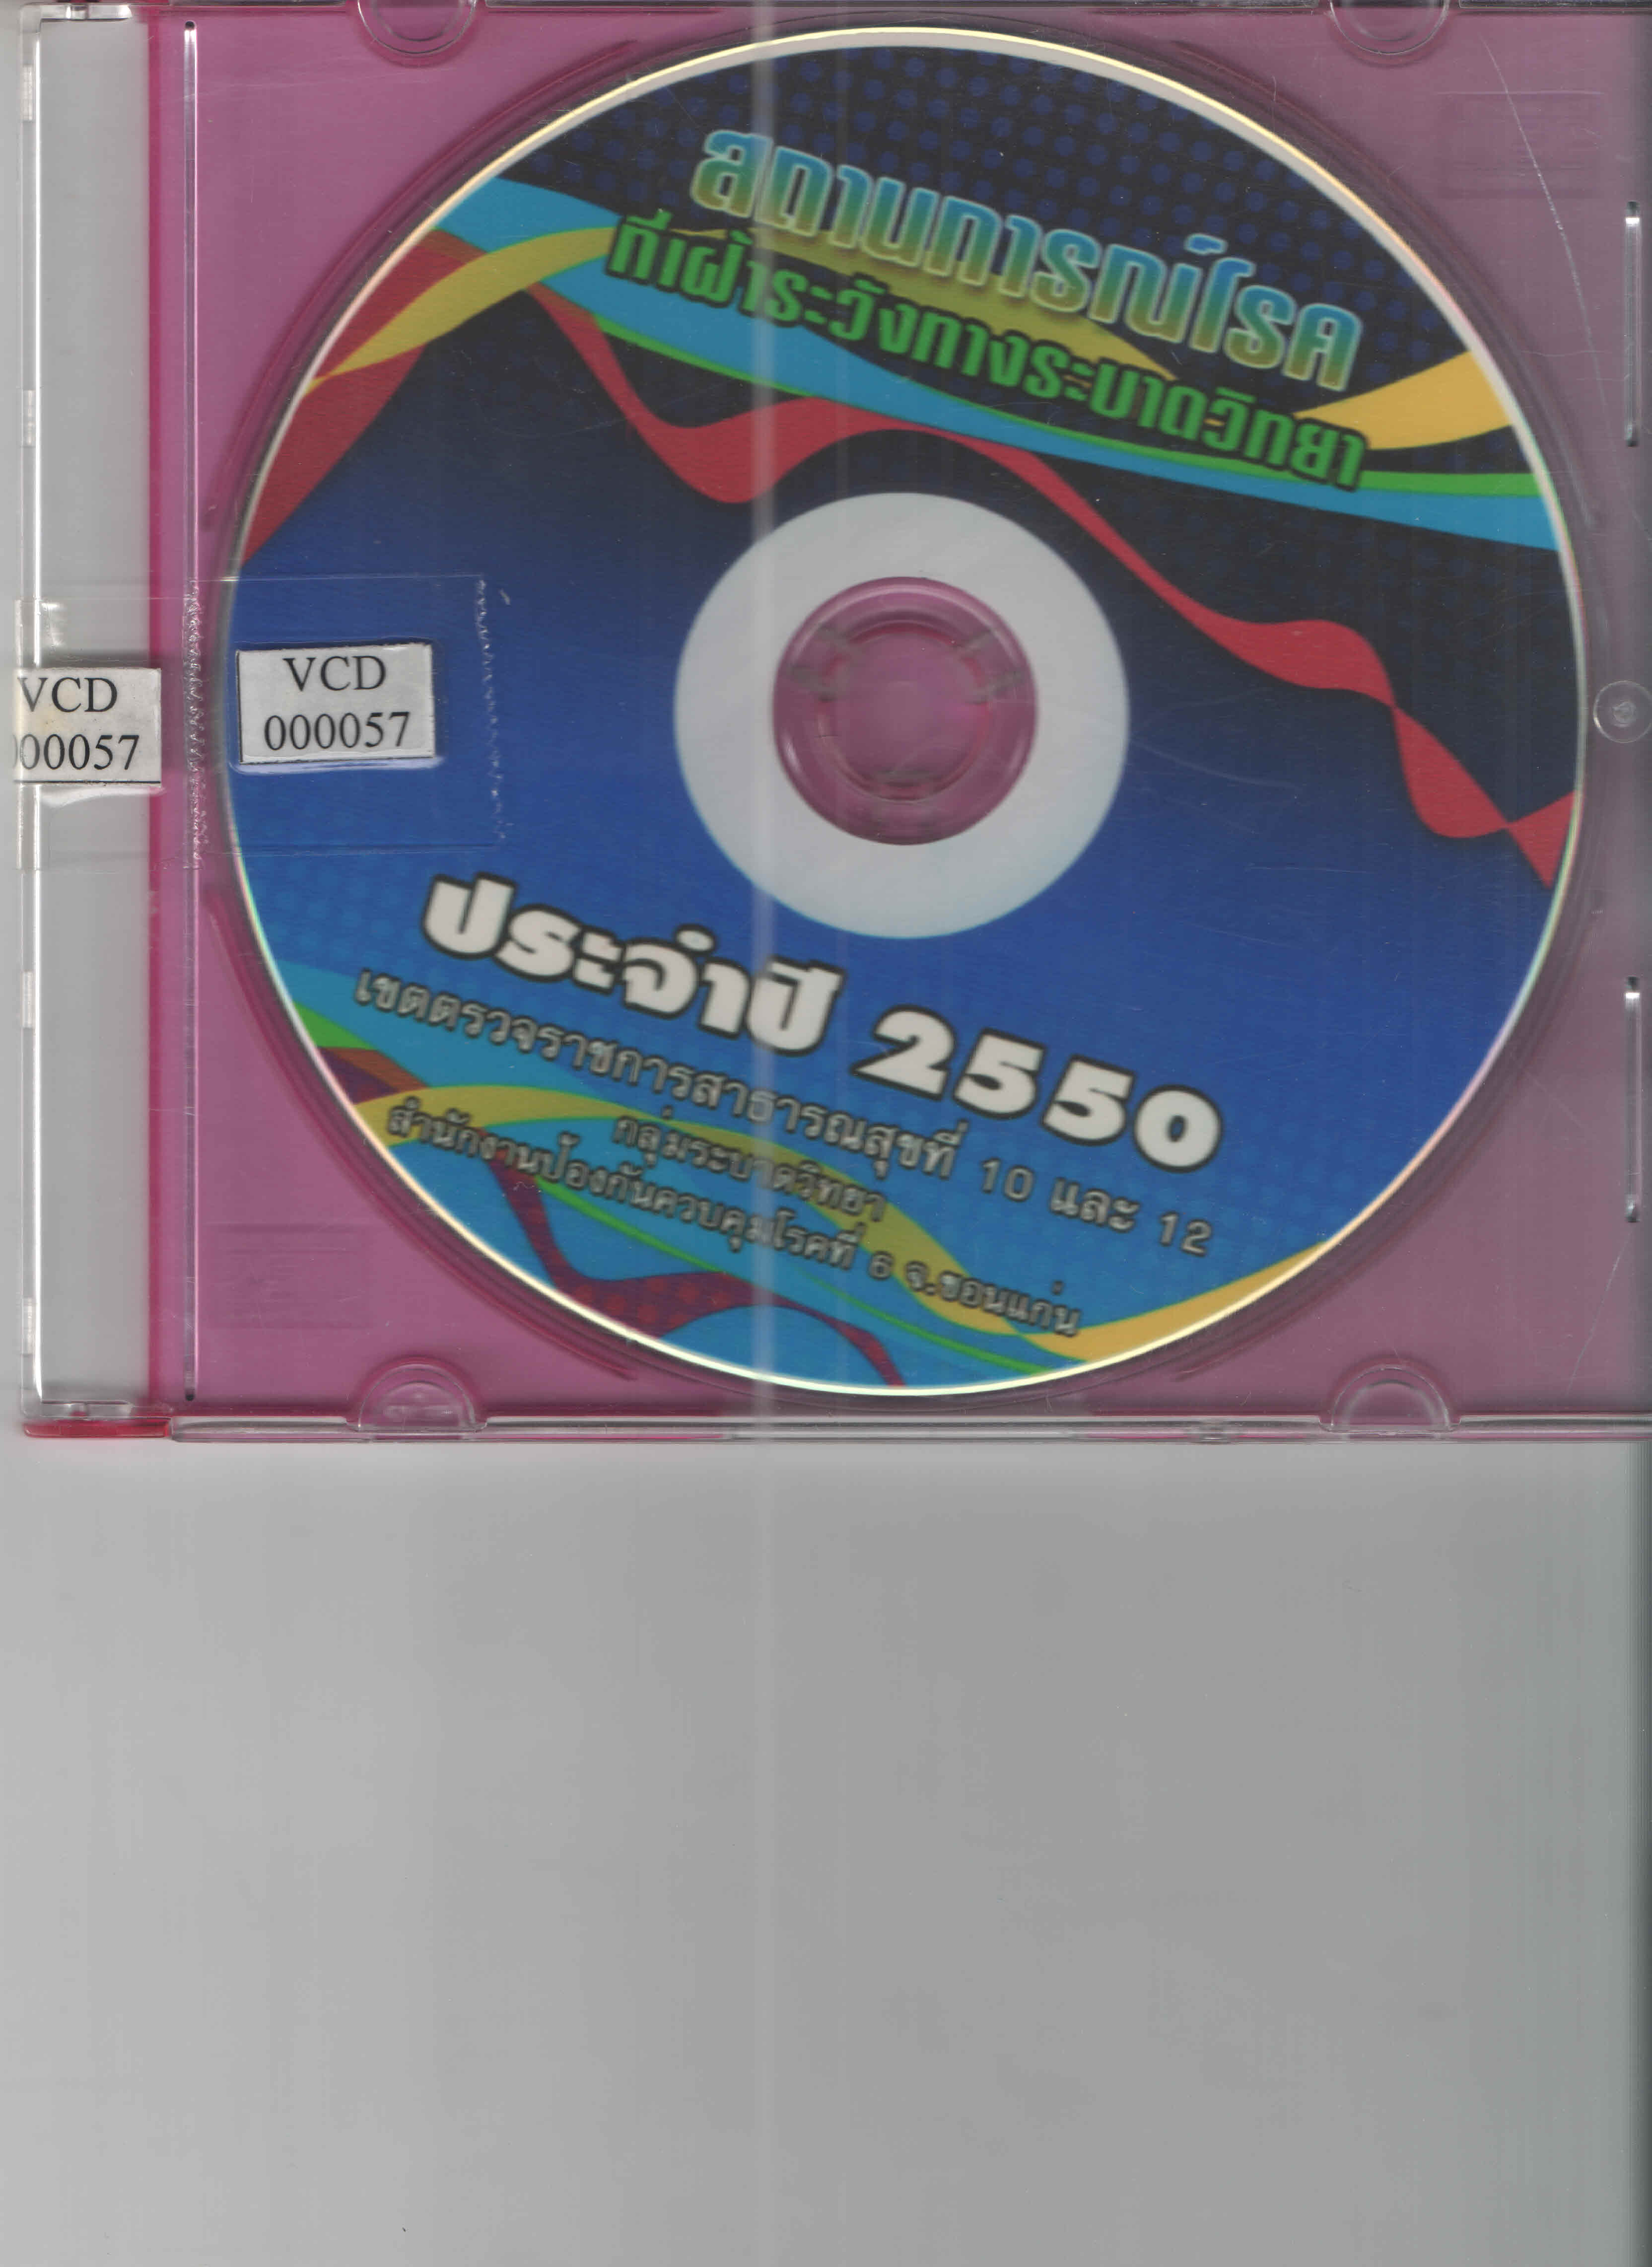 สถานการณ์โรค
ที่เฝ้าระวังทางระบาดวิทยา
VCD
000057
VCD
000057
ประจำปี 2550
เขตตรวจราชการสาธารณสุขที่ 10 และ 12
กลุ่มระบาดวิทยา
สำนักงานป้องกันควบคุมโรคที่ 6 จ.ขอนแก่น